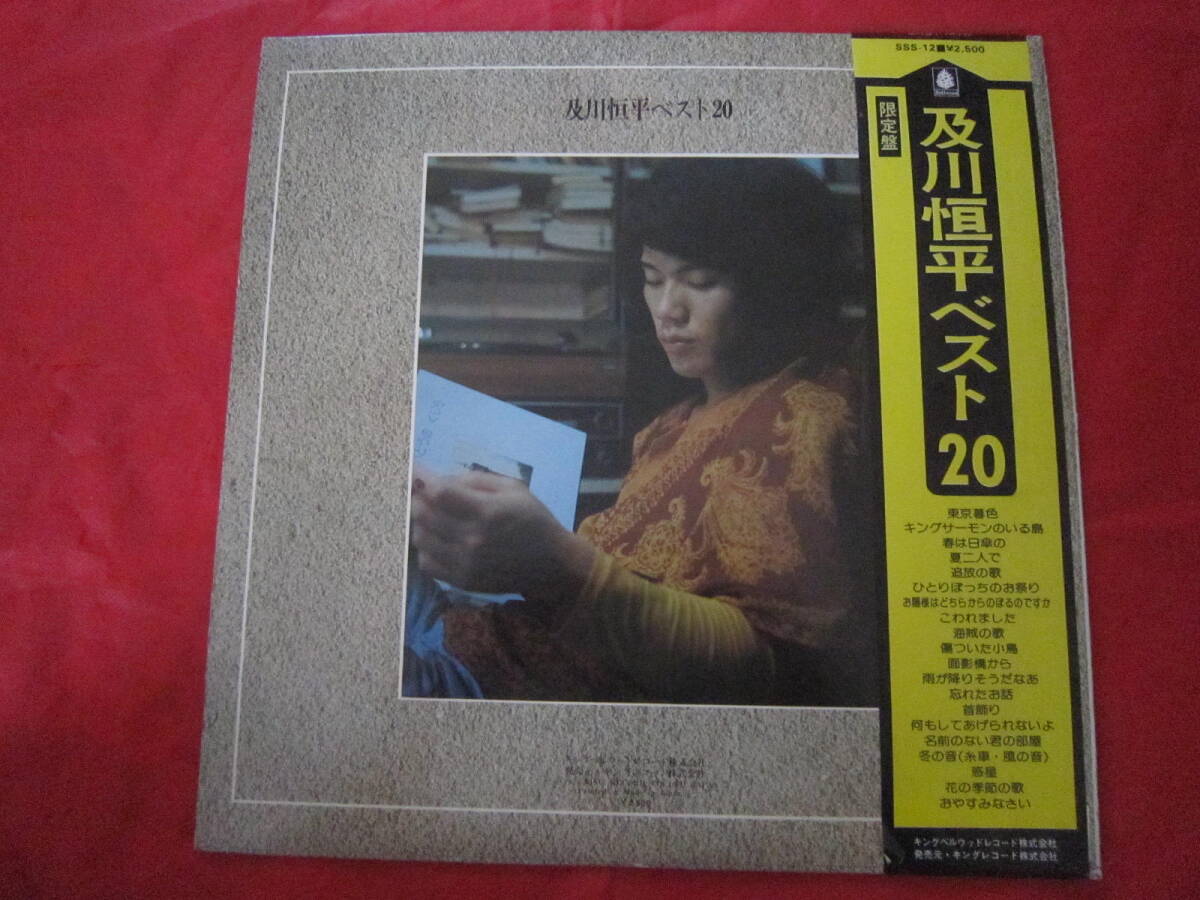 及川恒平ベスト20
SSS-12■¥2,500
限定盤
及川恒平ベスト20
東京暮色
キングサーモンのいる島
春は日傘の
夏二人で
追放の歌
ひとりぼっちのお祭り
お陽様はどちらからのぼるのですか
こわれました
海賊の歌
傷ついた小鳥
面影橋から
雨が降りそうだなあ
忘れたお話
首飾り
何もしてあげられないよ
名前のない君の部屋
冬の音(糸車・風の音)
惑星
花の季節の歌
おやすみなさい
キングベルウッドレコード株式会社
発売元・キングレコード株式会社